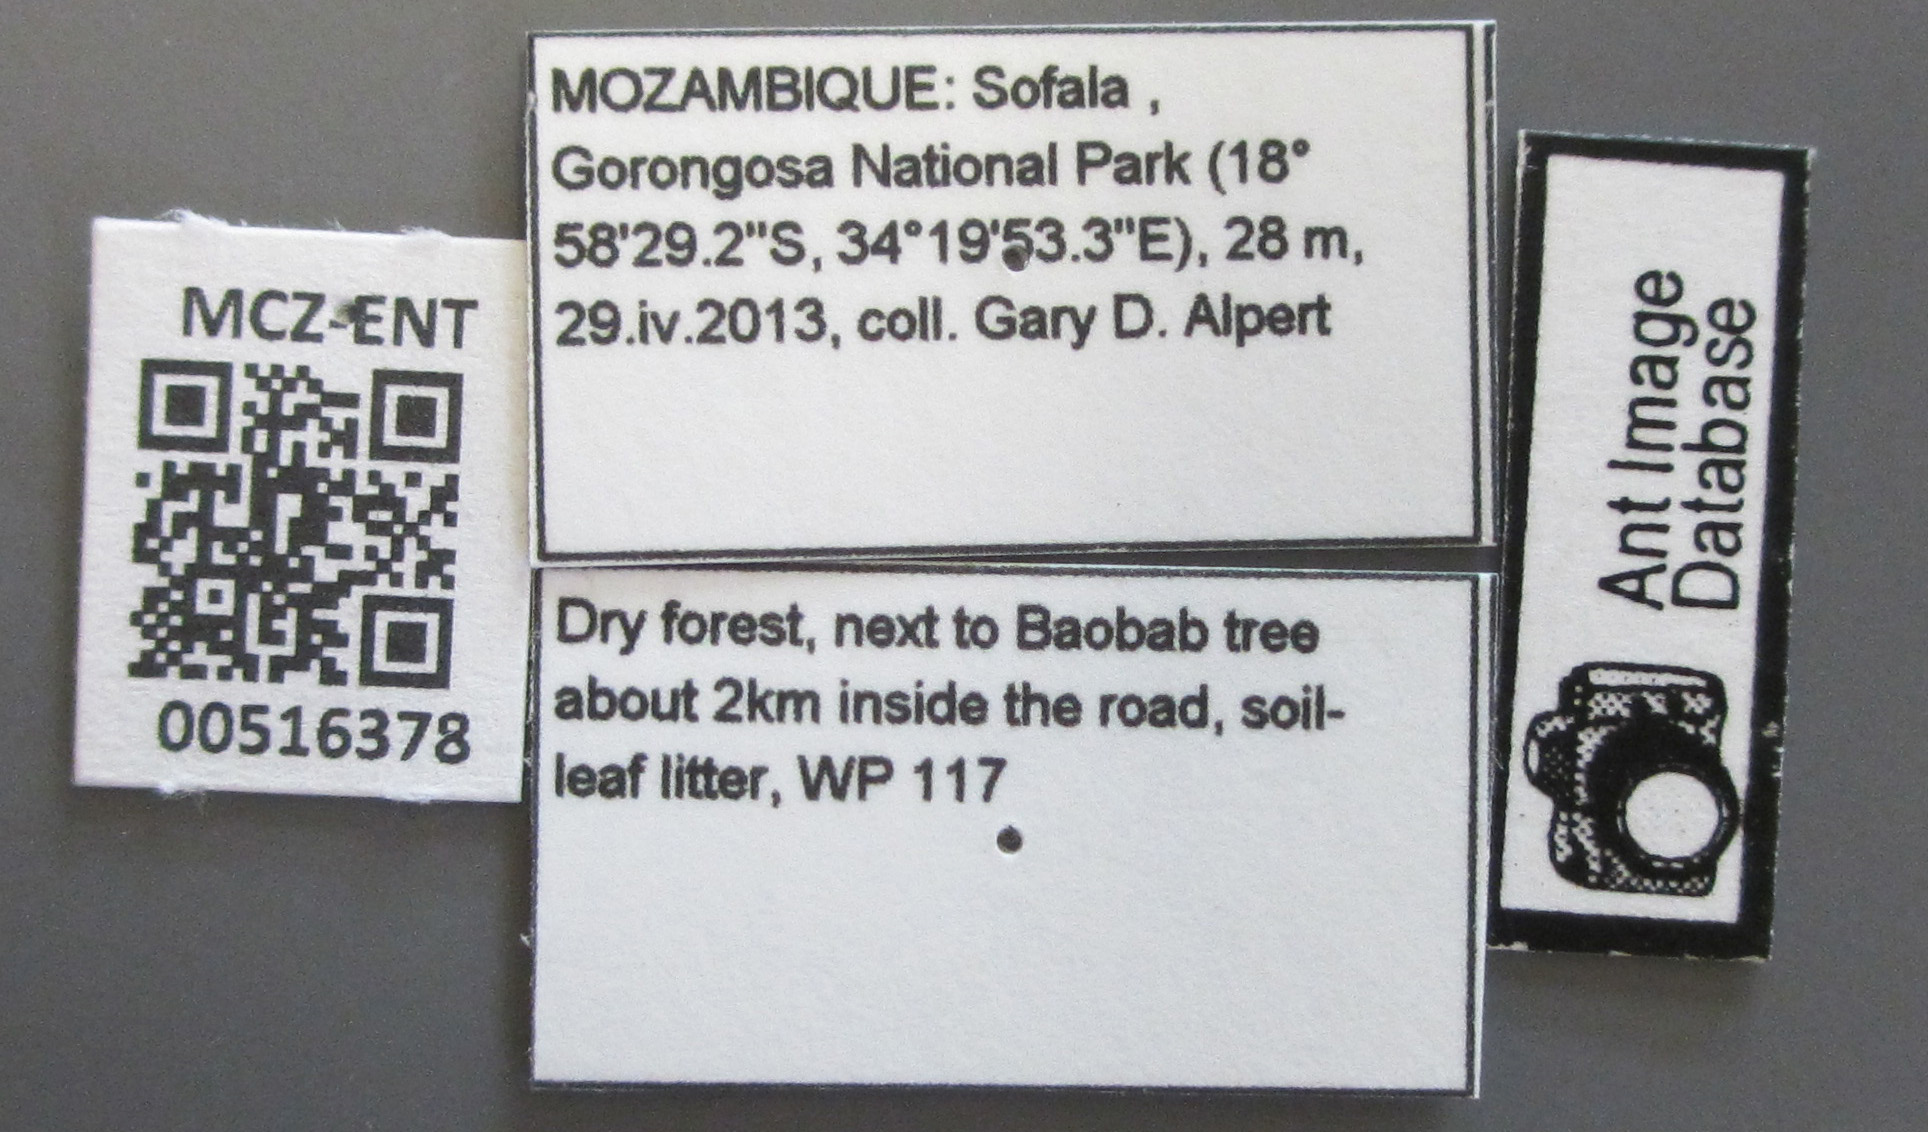 MCZ-ENT
00516378
MOZAMBIQUE: Sofala ,
Gorongosa National Park (18°
58'29.2"S, 34°19'53.3"E), 28 m,
29.iv.2013, coll. Gary D. Alpert
Dry forest, next to Baobab tree
about 2km inside the road, soil-
leaf litter, WP 117
Ant Image
Database